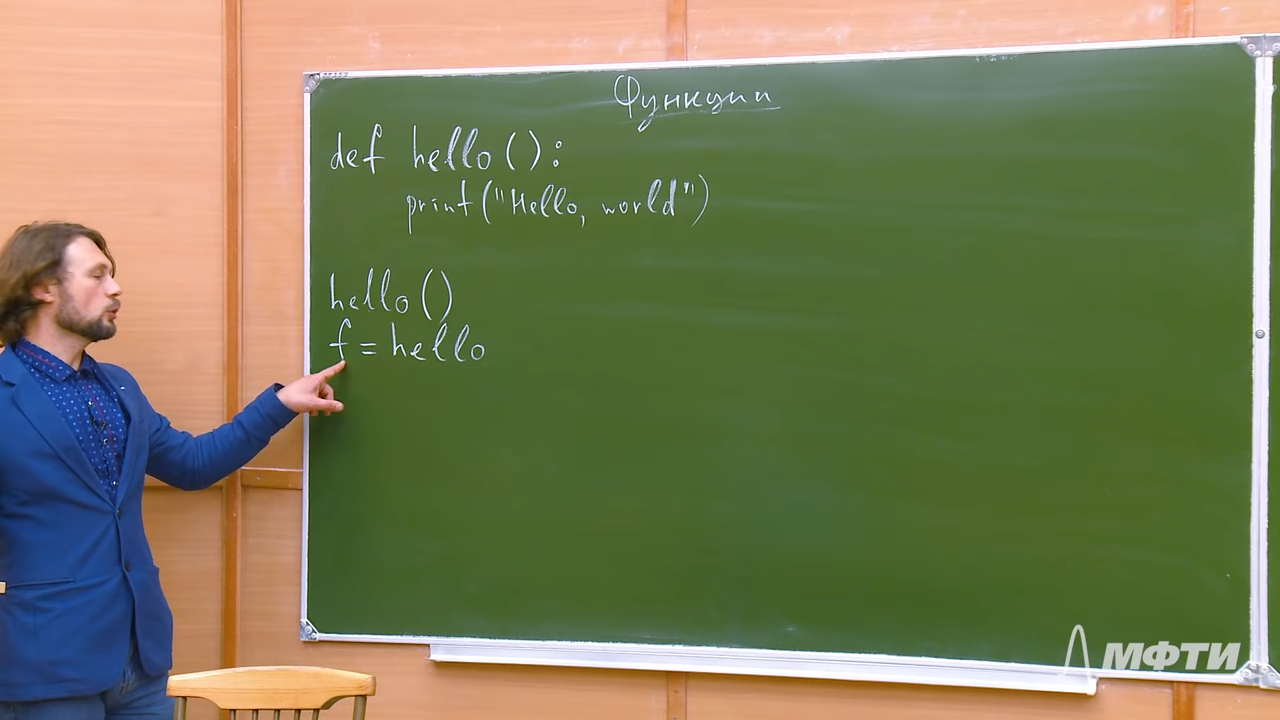 Функции
def hello():
print("Hello, world")
hello()
f = hello
МФТИ